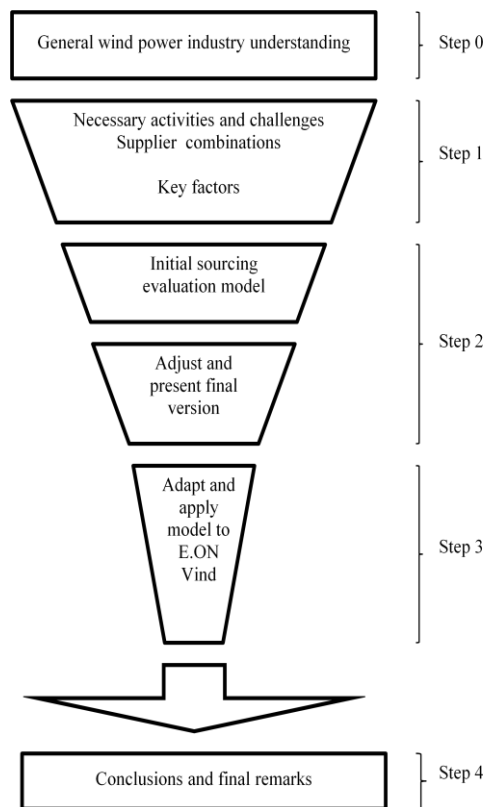 General wind power industry understanding
Step 0
Necessary activities and challenges
Supplier combinations
Key factors
Step 1
Initial sourcing
evaluation model
Adjust and
present final
version
Step 2
Adapt and
apply
model to
E.ON
Vind
Step 3
Conclusions and final remarks
Step 4